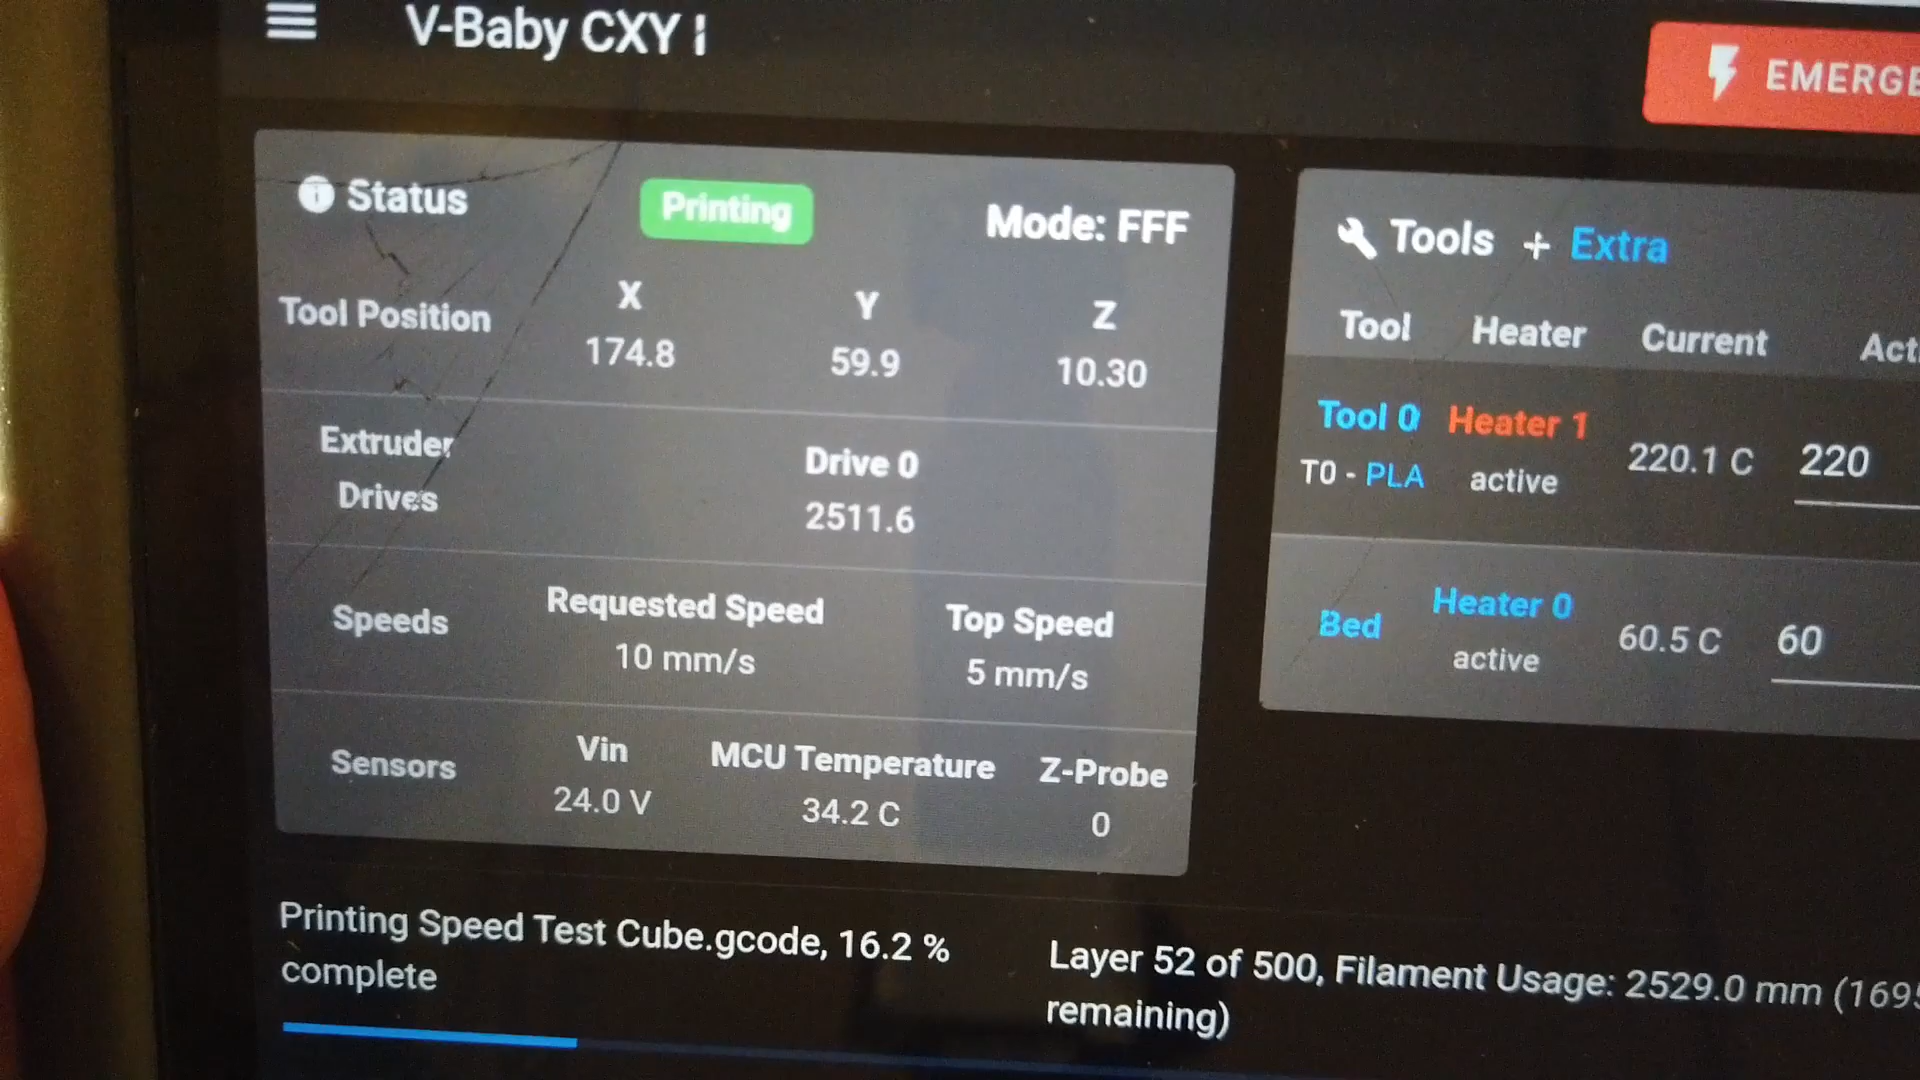 V-Baby CXY
EMERGE
Status Printing Mode: FFF
Tool Position X Y Z
174.8 59.9 10.30
Extruder Drives Drive 0
2511.6
Speeds Requested Speed Top Speed
10 mm/s 5 mm/s
Sensors Vin MCU Temperature Z-Probe
24.0 V 34.2 C 0
Tools + Extra
Tool Heater Current Act
Tool 0 Heater 1 220.1 C 220
T0 - PLA active
Bed Heater 0 60.5 C 60
active
Printing Speed Test Cube.gcode, 16.2 %
complete
Layer 52 of 500, Filament Usage: 2529.0 mm (169
remaining)